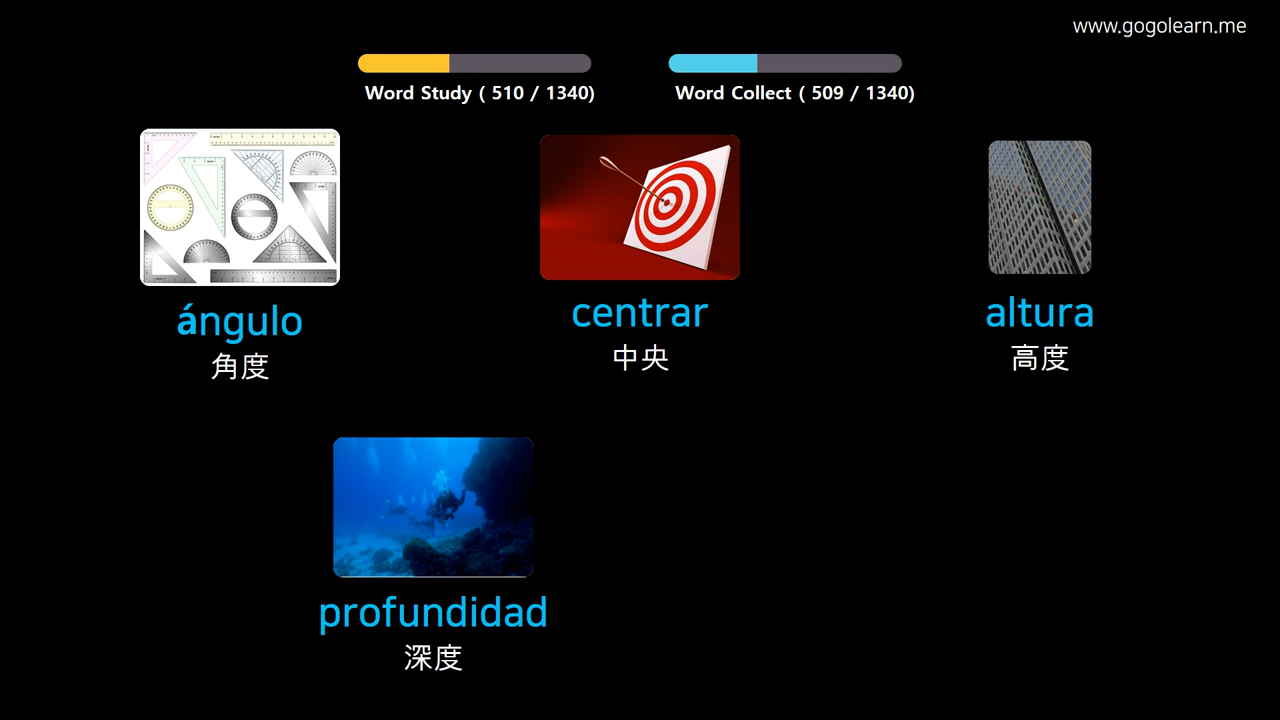 www.gogolearn.me
Word Study ( 510 / 1340)
Word Collect ( 509 / 1340)
ángulo
角度
centrar
中央
altura
高度
profundidad
深度